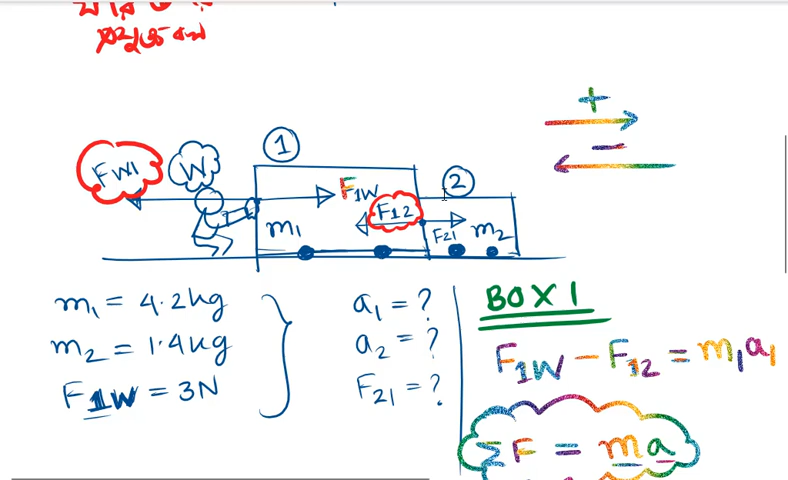 FW1 W 1 F1W F12 2
m1 F21 m2
+
−
m1 = 4.2kg
m2 = 1.4kg
F1W = 3N
a1 = ?
a2 = ?
F21 = ?
BOX 1
F1W − F12 = m1a1
ΣF = ma